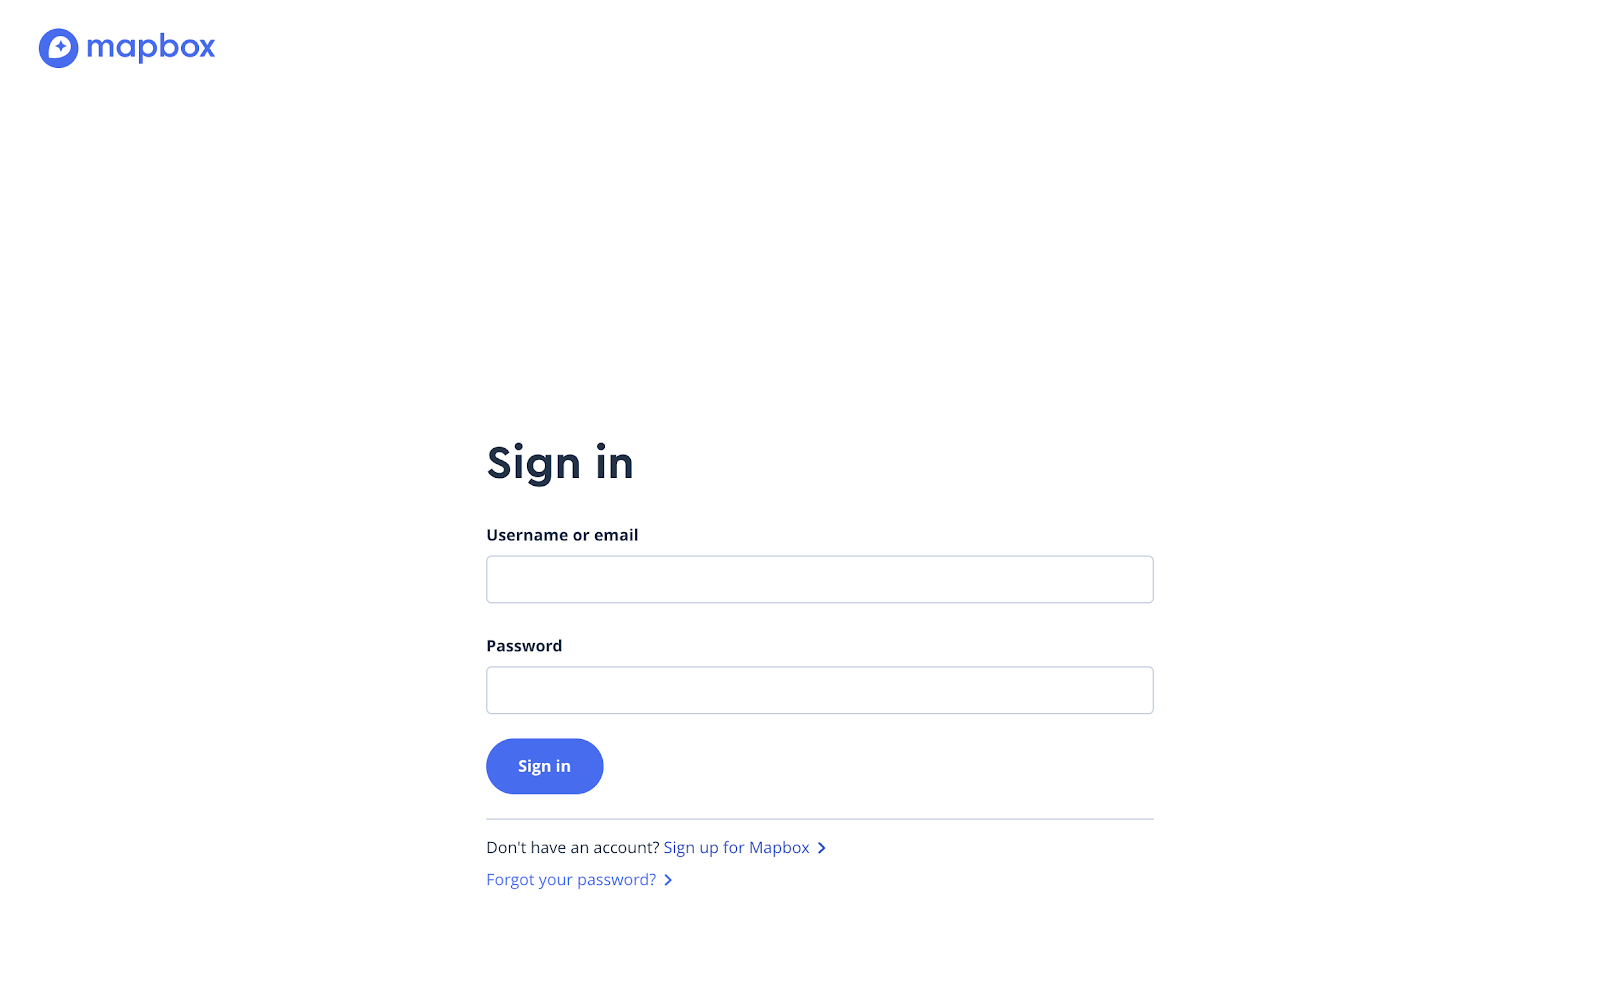 mapbox
Sign in
Username or email
Password
Sign in
Don't have an account? Sign up for Mapbox
Forgot your password?